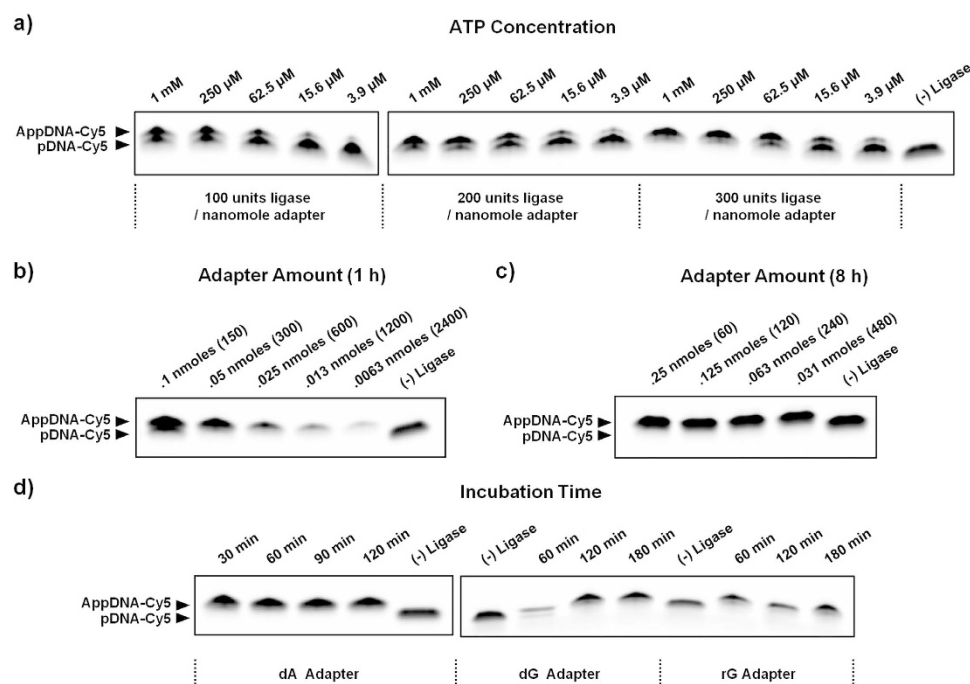 a)
ATP Concentration
1 mM 250 µM 62.5 µM 15.6 µM 3.9 µM 1 mM 250 µM 62.5 µM 15.6 µM 3.9 µM 1 mM 250 µM 62.5 µM 15.6 µM 3.9 µM (-) Ligase
AppDNA-Cy5
pDNA-Cy5
100 units ligase 200 units ligase 300 units ligase
/ nanomole adapter / nanomole adapter / nanomole adapter
b)
Adapter Amount (1 h)
.1 nmoles (150) .05 nmoles (300) .025 nmoles (600) .013 nmoles (1200) .0063 nmoles (2400) (-) Ligase
AppDNA-Cy5
pDNA-Cy5
c)
Adapter Amount (8 h)
.25 nmoles (60) .125 nmoles (120) .063 nmoles (240) .031 nmoles (480) (-) Ligase
AppDNA-Cy5
pDNA-Cy5
d)
Incubation Time
30 min 60 min 90 min 120 min (-) Ligase (-) Ligase 60 min 120 min 180 min (-) Ligase 60 min 120 min 180 min
AppDNA-Cy5
pDNA-Cy5
dA Adapter dG Adapter rG Adapter